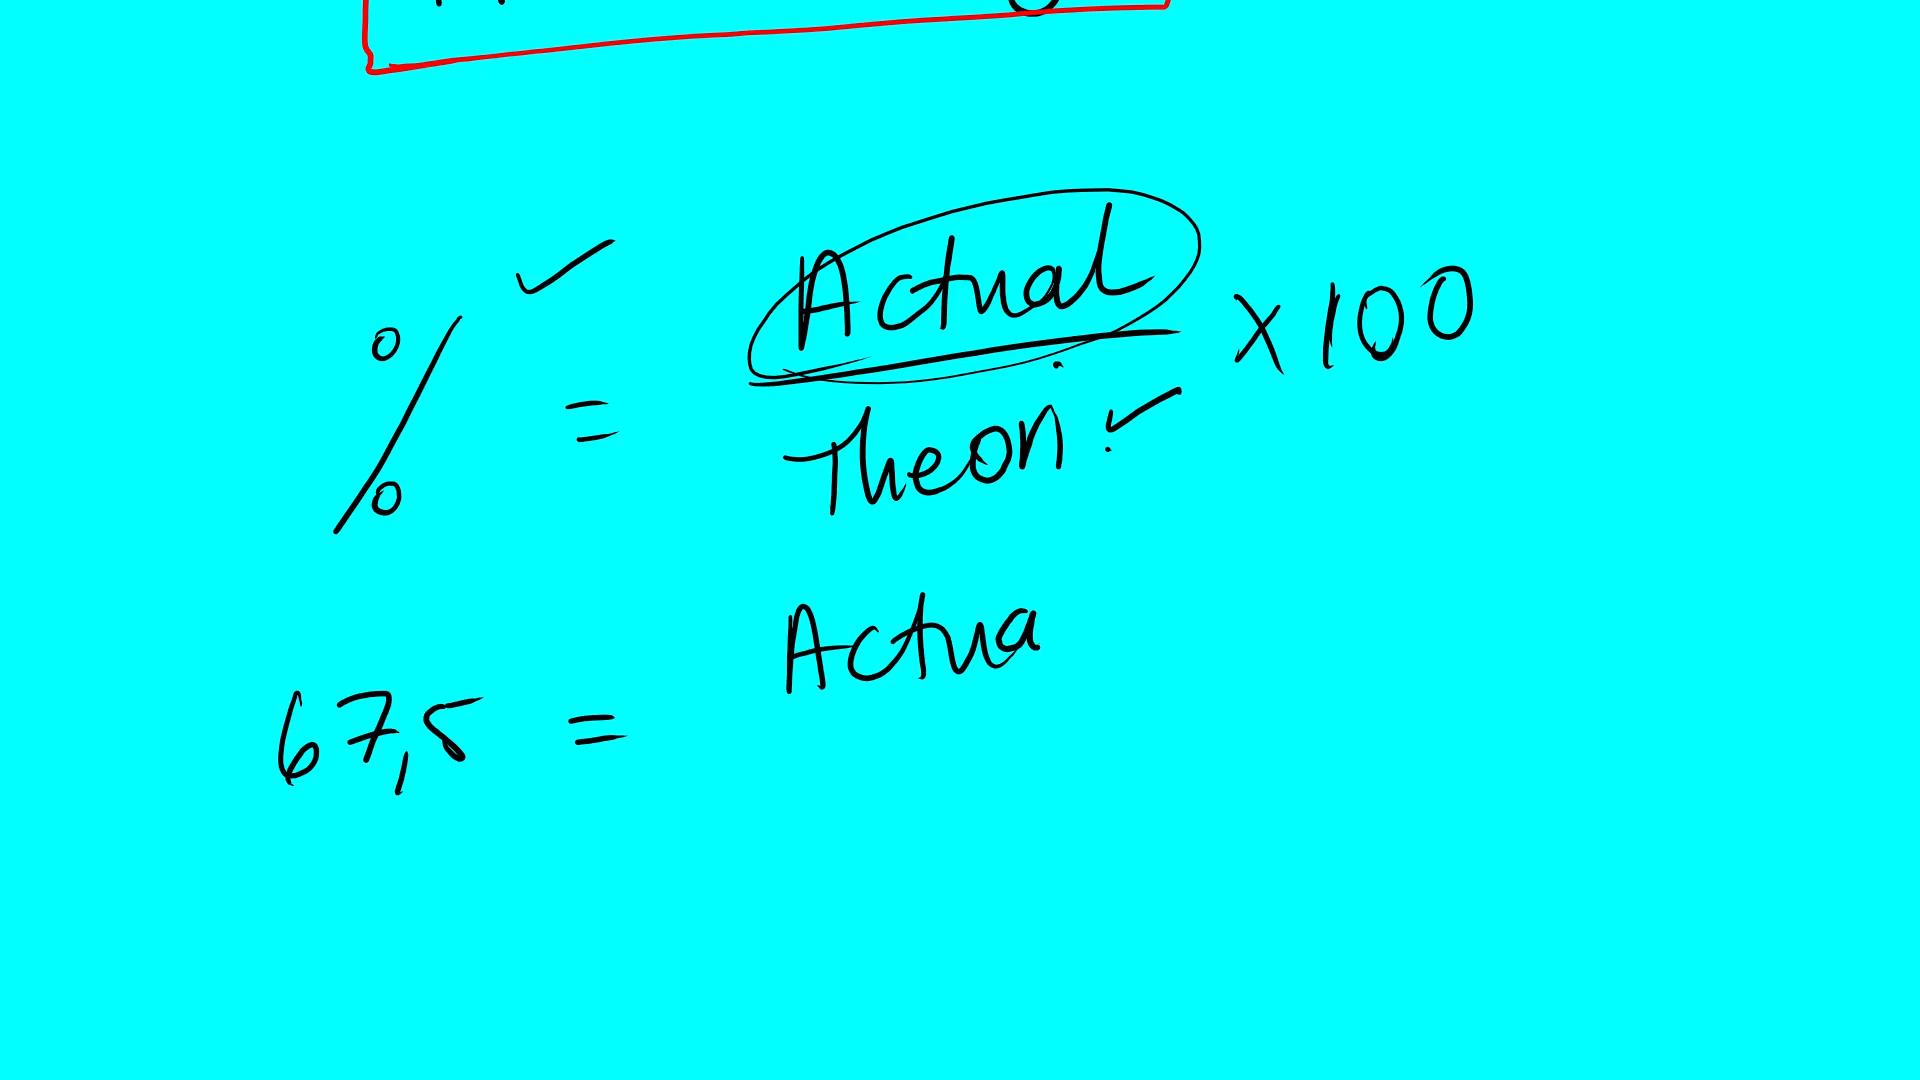 % = Actual × 100
Theori.
67,5 = Actua